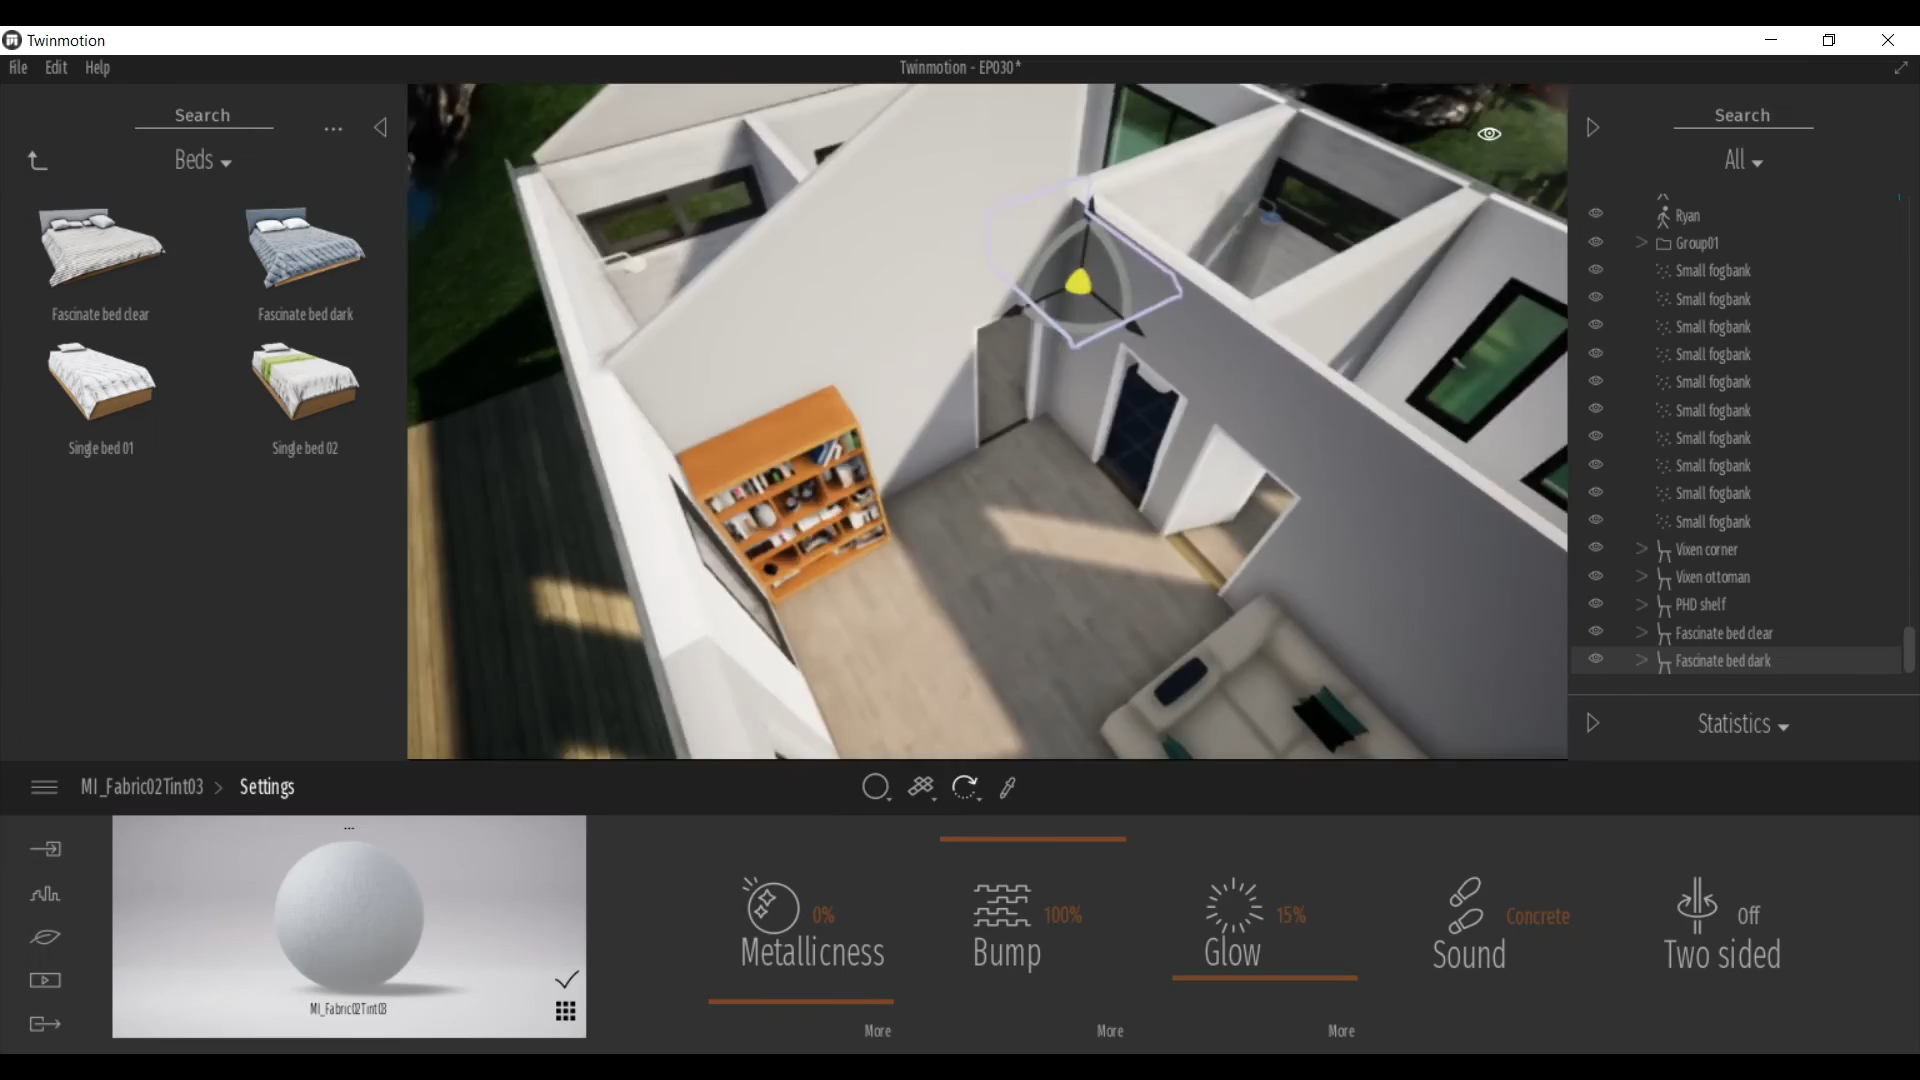 Twinmotion
File Edit Help
Twinmotion - EP030*
Search
...
Beds
Fascinate bed clear
Fascinate bed dark
Single bed 01
Single bed 02
Search
All
Ryan
Group01
Small fogbank
Small fogbank
Small fogbank
Small fogbank
Small fogbank
Small fogbank
Small fogbank
Small fogbank
Small fogbank
Small fogbank
Vixen corner
Vixen ottoman
PHD shelf
Fascinate bed clear
Fascinate bed dark
Statistics
MI_Fabric02Tint03 > Settings
...
MI_Fabric02Tint03
0%
Metallicness
More
100%
Bump
More
15%
Glow
More
Concrete
Sound
Off
Two sided